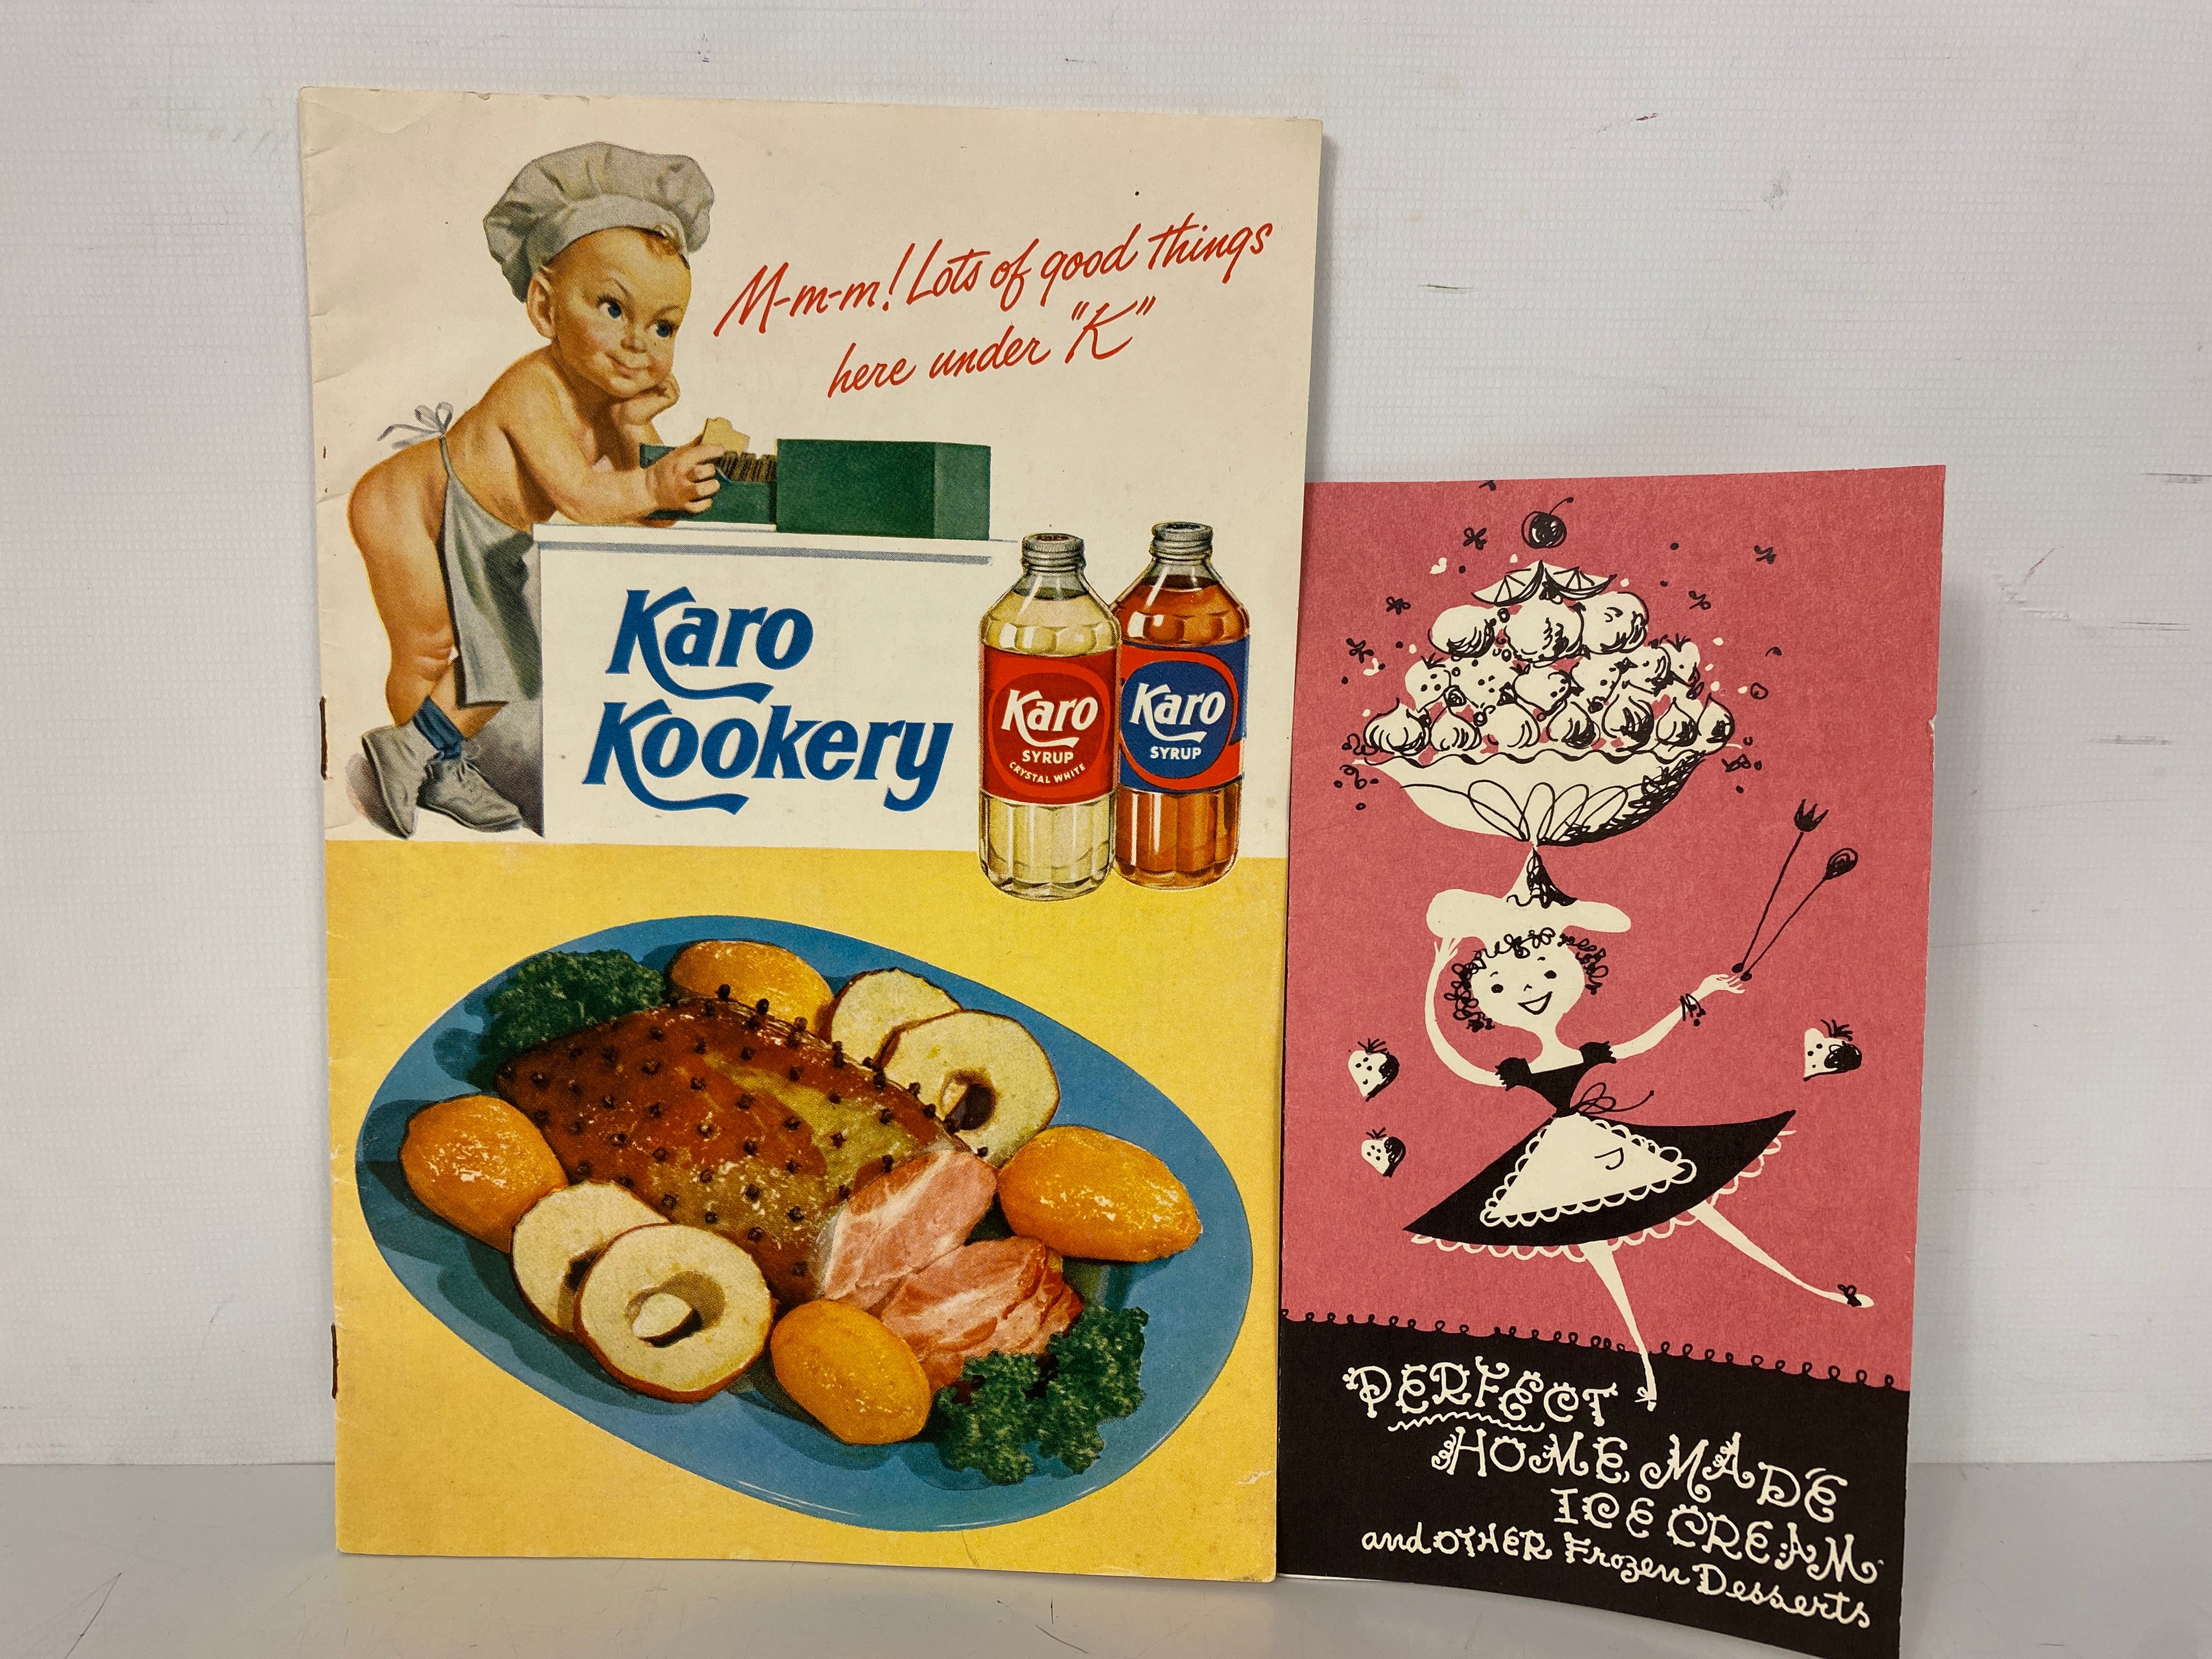 M-m-m! Lots of good things
here under "K"
Karo
Kookery
Karo
SYRUP
CRYSTAL WHITE
Karo
SYRUP
PERFECT
HOME MADE
ICE CREAM
and OTHER Frozen Desserts